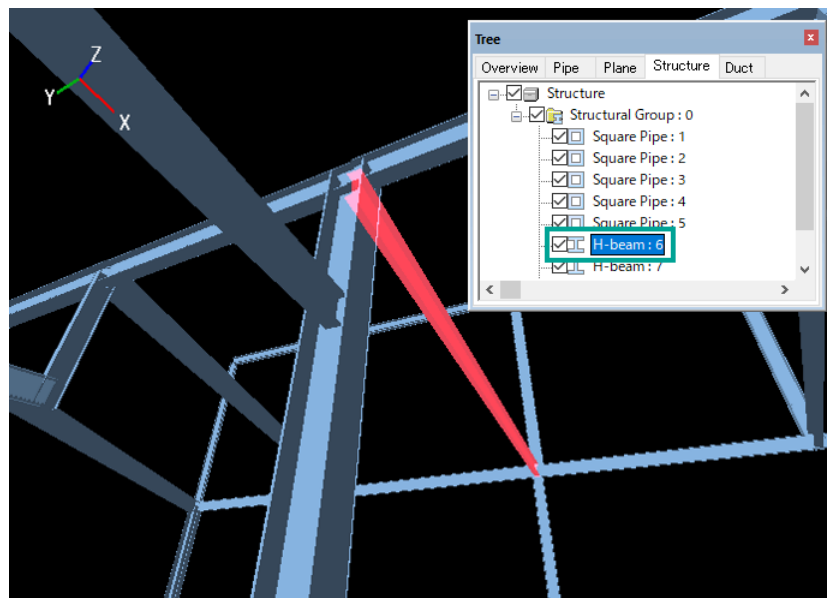 Z
Y
X
Tree
Overview Pipe Plane Structure Duct
Structure
Structural Group : 0
Square Pipe : 1
Square Pipe : 2
Square Pipe : 3
Square Pipe : 4
Square Pipe : 5
H-beam : 6
H-beam : 7